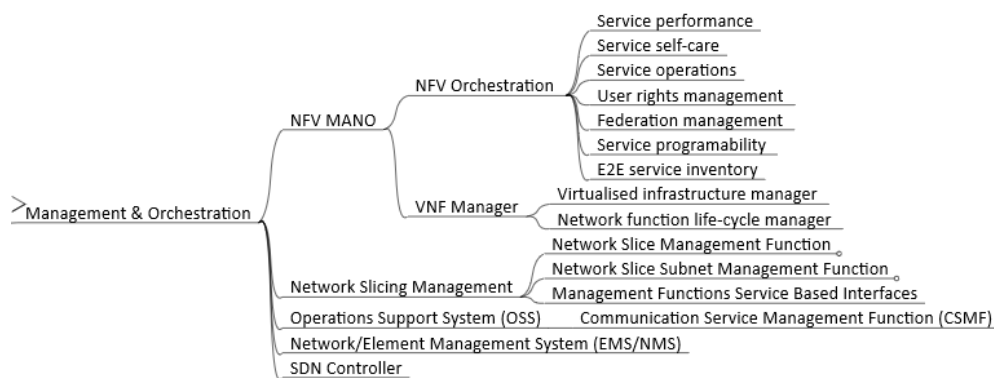 Service performance
Service self-care
Service operations
NFV Orchestration
User rights management
NFV MANO
Federation management
Service programability
E2E service inventory
Virtualised infrastructure manager
Management & Orchestration
VNF Manager
Network function life-cycle manager
Network Slice Management Function
Network Slice Subnet Management Function
Network Slicing Management
Management Functions Service Based Interfaces
Operations Support System (OSS)
Communication Service Management Function (CSMF)
Network/Element Management System (EMS/NMS)
SDN Controller